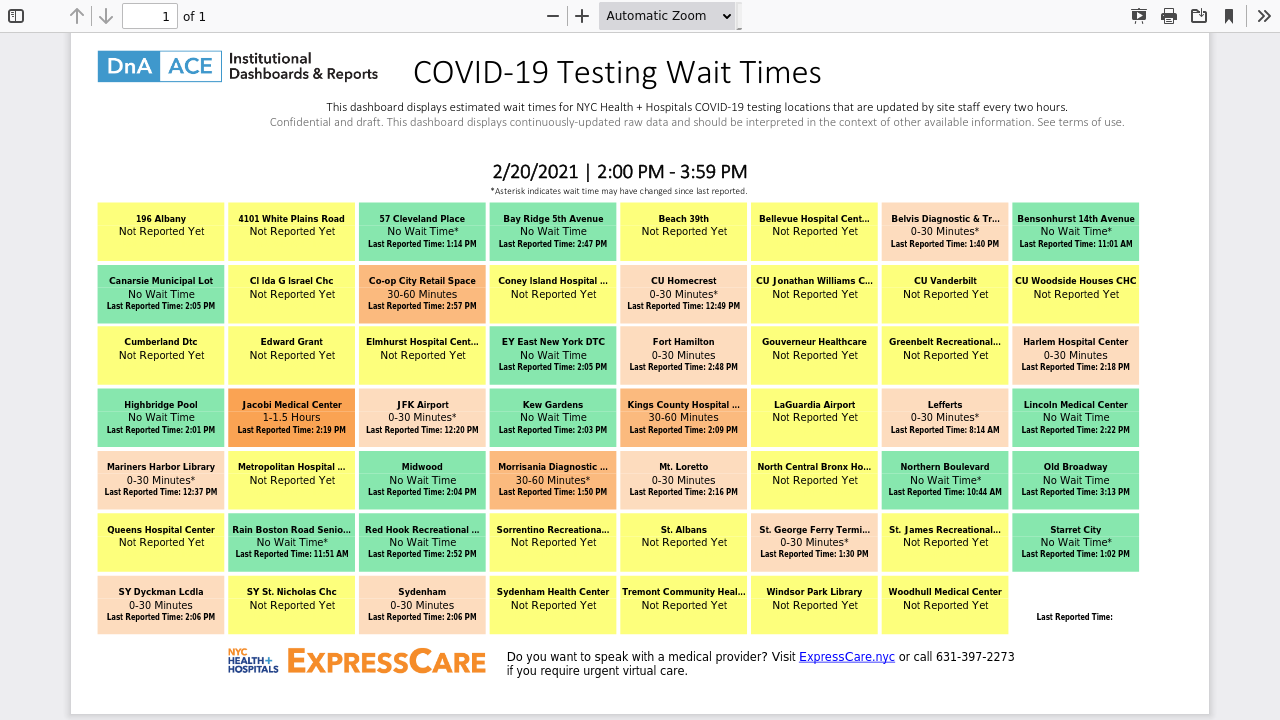 1 of 1 Automatic Zoom
DnA ACE Institutional
Dashboards & Reports
COVID-19 Testing Wait Times
This dashboard displays estimated wait times for NYC Health + Hospitals COVID-19 testing locations that are updated by site staff every two hours.
Confidential and draft. This dashboard displays continuously-updated raw data and should be interpreted in the context of other available information. See terms of use.
2/20/2021 | 2:00 PM - 3:59 PM
*Asterisk indicates wait time may have changed since last reported.
196 Albany
Not Reported Yet
4101 White Plains Road
Not Reported Yet
57 Cleveland Place
No Wait Time*
Last Reported Time: 1:14 PM
Bay Ridge 5th Avenue
No Wait Time
Last Reported Time: 2:47 PM
Beach 39th
Not Reported Yet
Bellevue Hospital Cent...
Not Reported Yet
Belvis Diagnostic & Tr...
0-30 Minutes*
Last Reported Time: 1:40 PM
Bensonhurst 14th Avenue
No Wait Time*
Last Reported Time: 11:01 AM
Canarsie Municipal Lot
No Wait Time
Last Reported Time: 2:05 PM
Cl Ida G Israel Chc
Not Reported Yet
Co-op City Retail Space
30-60 Minutes
Last Reported Time: 2:57 PM
Coney Island Hospital ...
Not Reported Yet
CU Homecrest
0-30 Minutes*
Last Reported Time: 12:49 PM
CU Jonathan Williams C...
Not Reported Yet
CU Vanderbilt
Not Reported Yet
CU Woodside Houses CHC
Not Reported Yet
Cumberland Dtc
Not Reported Yet
Edward Grant
Not Reported Yet
Elmhurst Hospital Cent...
Not Reported Yet
EY East New York DTC
No Wait Time
Last Reported Time: 2:05 PM
Fort Hamilton
0-30 Minutes
Last Reported Time: 2:48 PM
Gouverneur Healthcare
Not Reported Yet
Greenbelt Recreational...
Not Reported Yet
Harlem Hospital Center
0-30 Minutes
Last Reported Time: 2:18 PM
Highbridge Pool
No Wait Time
Last Reported Time: 2:01 PM
Jacobi Medical Center
1-1.5 Hours
Last Reported Time: 2:19 PM
JFK Airport
0-30 Minutes*
Last Reported Time: 12:20 PM
Kew Gardens
No Wait Time
Last Reported Time: 2:03 PM
Kings County Hospital ...
30-60 Minutes
Last Reported Time: 2:09 PM
LaGuardia Airport
Not Reported Yet
Lefferts
0-30 Minutes*
Last Reported Time: 8:14 AM
Lincoln Medical Center
No Wait Time
Last Reported Time: 2:22 PM
Mariners Harbor Library
0-30 Minutes*
Last Reported Time: 12:37 PM
Metropolitan Hospital ...
Not Reported Yet
Midwood
No Wait Time
Last Reported Time: 2:04 PM
Morrisania Diagnostic ...
30-60 Minutes*
Last Reported Time: 1:50 PM
Mt. Loretto
0-30 Minutes
Last Reported Time: 2:16 PM
North Central Bronx Ho...
Not Reported Yet
Northern Boulevard
No Wait Time*
Last Reported Time: 10:44 AM
Old Broadway
No Wait Time
Last Reported Time: 3:13 PM
Queens Hospital Center
Not Reported Yet
Rain Boston Road Senio...
No Wait Time*
Last Reported Time: 11:51 AM
Red Hook Recreational ...
No Wait Time
Last Reported Time: 2:52 PM
Sorrentino Recreationa...
Not Reported Yet
St. Albans
Not Reported Yet
St. George Ferry Termi...
0-30 Minutes*
Last Reported Time: 1:30 PM
St. James Recreational...
Not Reported Yet
Starret City
No Wait Time*
Last Reported Time: 1:02 PM
SY Dyckman Lcdla
0-30 Minutes
Last Reported Time: 2:06 PM
SY St. Nicholas Chc
Not Reported Yet
Sydenham
0-30 Minutes
Last Reported Time: 2:06 PM
Sydenham Health Center
Not Reported Yet
Tremont Community Heal...
Not Reported Yet
Windsor Park Library
Not Reported Yet
Woodhull Medical Center
Not Reported Yet
Last Reported Time:
NYC
HEALTH+
HOSPITALS
EXPRESSCARE
Do you want to speak with a medical provider? Visit ExpressCare.nyc or call 631-397-2273
if you require urgent virtual care.